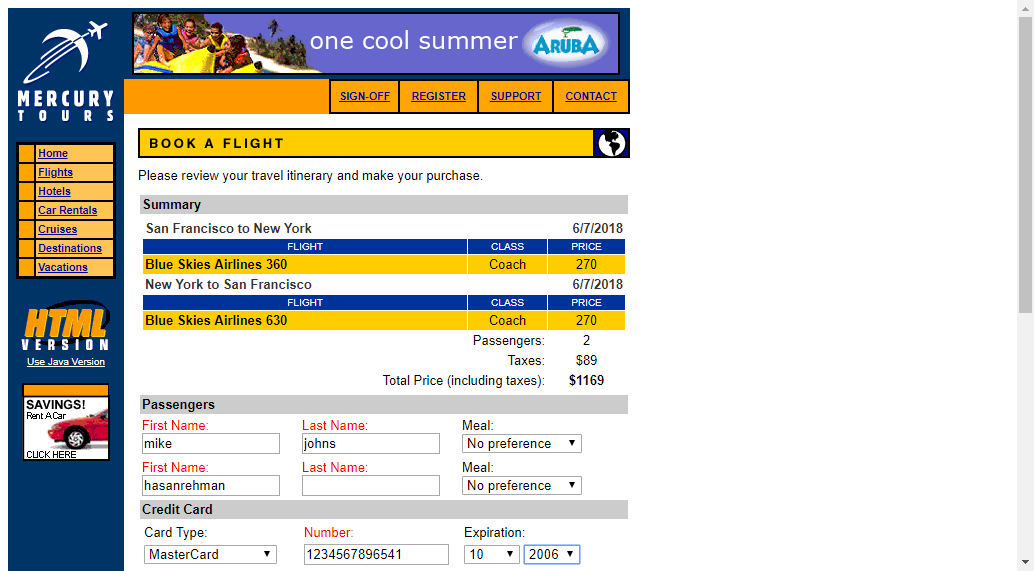 one cool summer ARUBA
MERCURY
TOURS
SIGN-OFF REGISTER SUPPORT CONTACT
Home
Flights
Hotels
Car Rentals
Cruises
Destinations
Vacations
HTML
VERSION
Use Java Version
SAVINGS!
Rent A Car
CLICK HERE
BOOK A FLIGHT
Please review your travel itinerary and make your purchase.
Summary
San Francisco to New York 6/7/2018
FLIGHT CLASS PRICE
Blue Skies Airlines 360 Coach 270
New York to San Francisco 6/7/2018
FLIGHT CLASS PRICE
Blue Skies Airlines 630 Coach 270
Passengers: 2
Taxes: $89
Total Price (including taxes): $1169
Passengers
First Name: Last Name: Meal:
mike johns No preference
First Name: Last Name: Meal:
hasanrehman No preference
Credit Card
Card Type: Number: Expiration:
MasterCard 1234567896541 10 2006